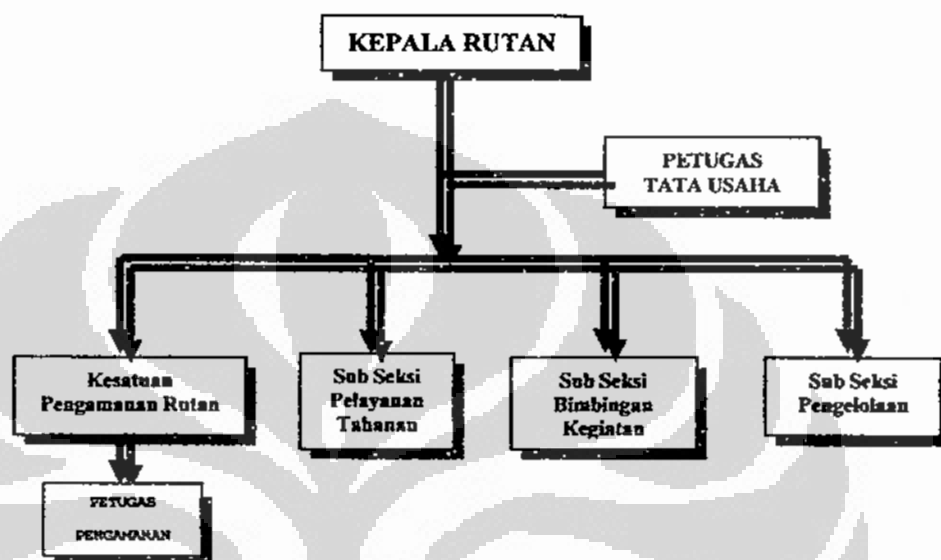 KEPALA RUTAN
PETUGAS
TATA USAHA
Kesatuan
Pengamanan Rutan
Sub Seksi
Pelayanan
Tahanan
Sub Seksi
Bimbingan
Kegiatan
Sub Seksi
Pengelolaan
PETUGAS
PENGAMANAN